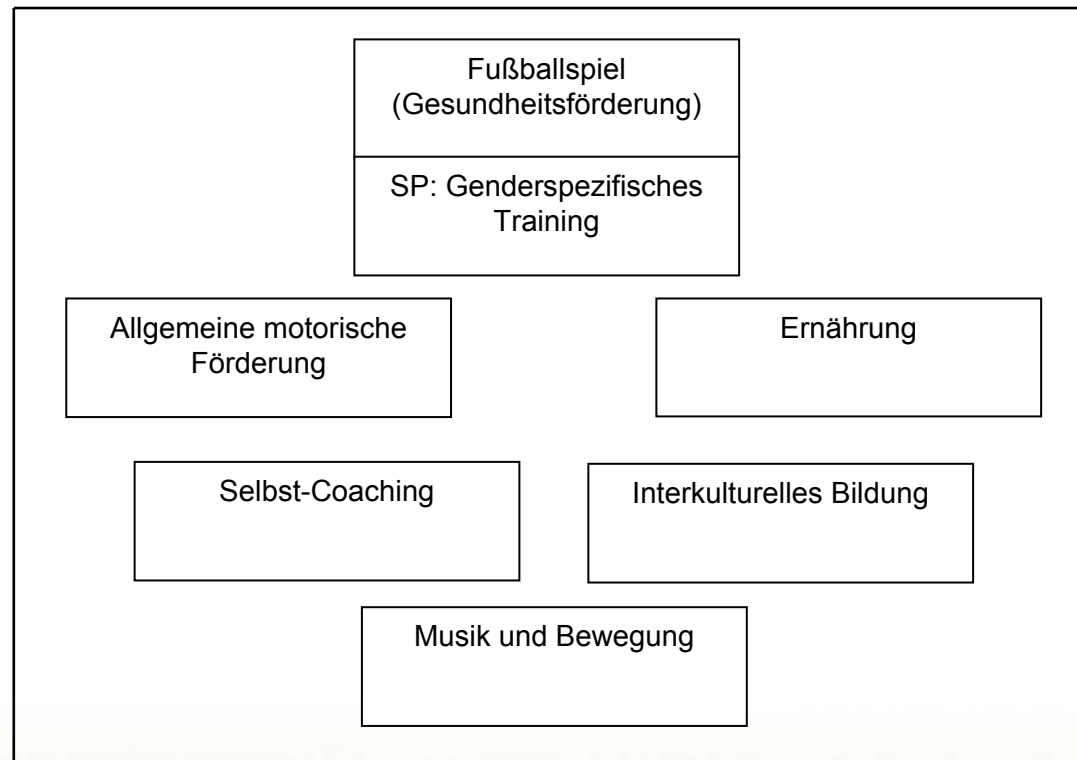 Fußballspiel
(Gesundheitsförderung)
SP: Genderspezifisches
Training
Allgemeine motorische
Förderung
Ernährung
Selbst-Coaching
Interkulturelles Bildung
Musik und Bewegung